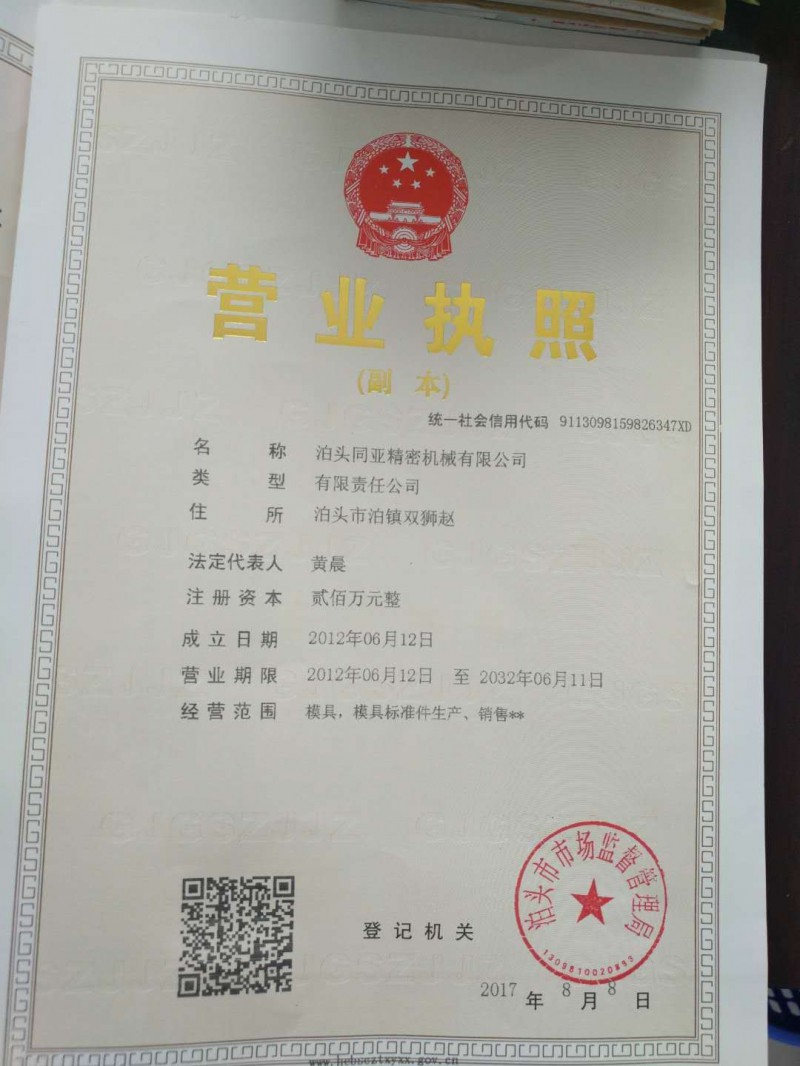 营业执照
(副 本)
统一社会信用代码 9113098159826347XD
名 称 泊头同亚精密机械有限公司
类 型 有限责任公司
住 所 泊头市泊镇双狮赵
法定代表人 黄晨
注册资本 贰佰万元整
成立日期 2012年06月12日
营业期限 2012年06月12日 至 2032年06月11日
经营范围 模具，模具标准件生产、销售**
泊头市市场监督管理局
登记机关
2017 年 8 月 8 日